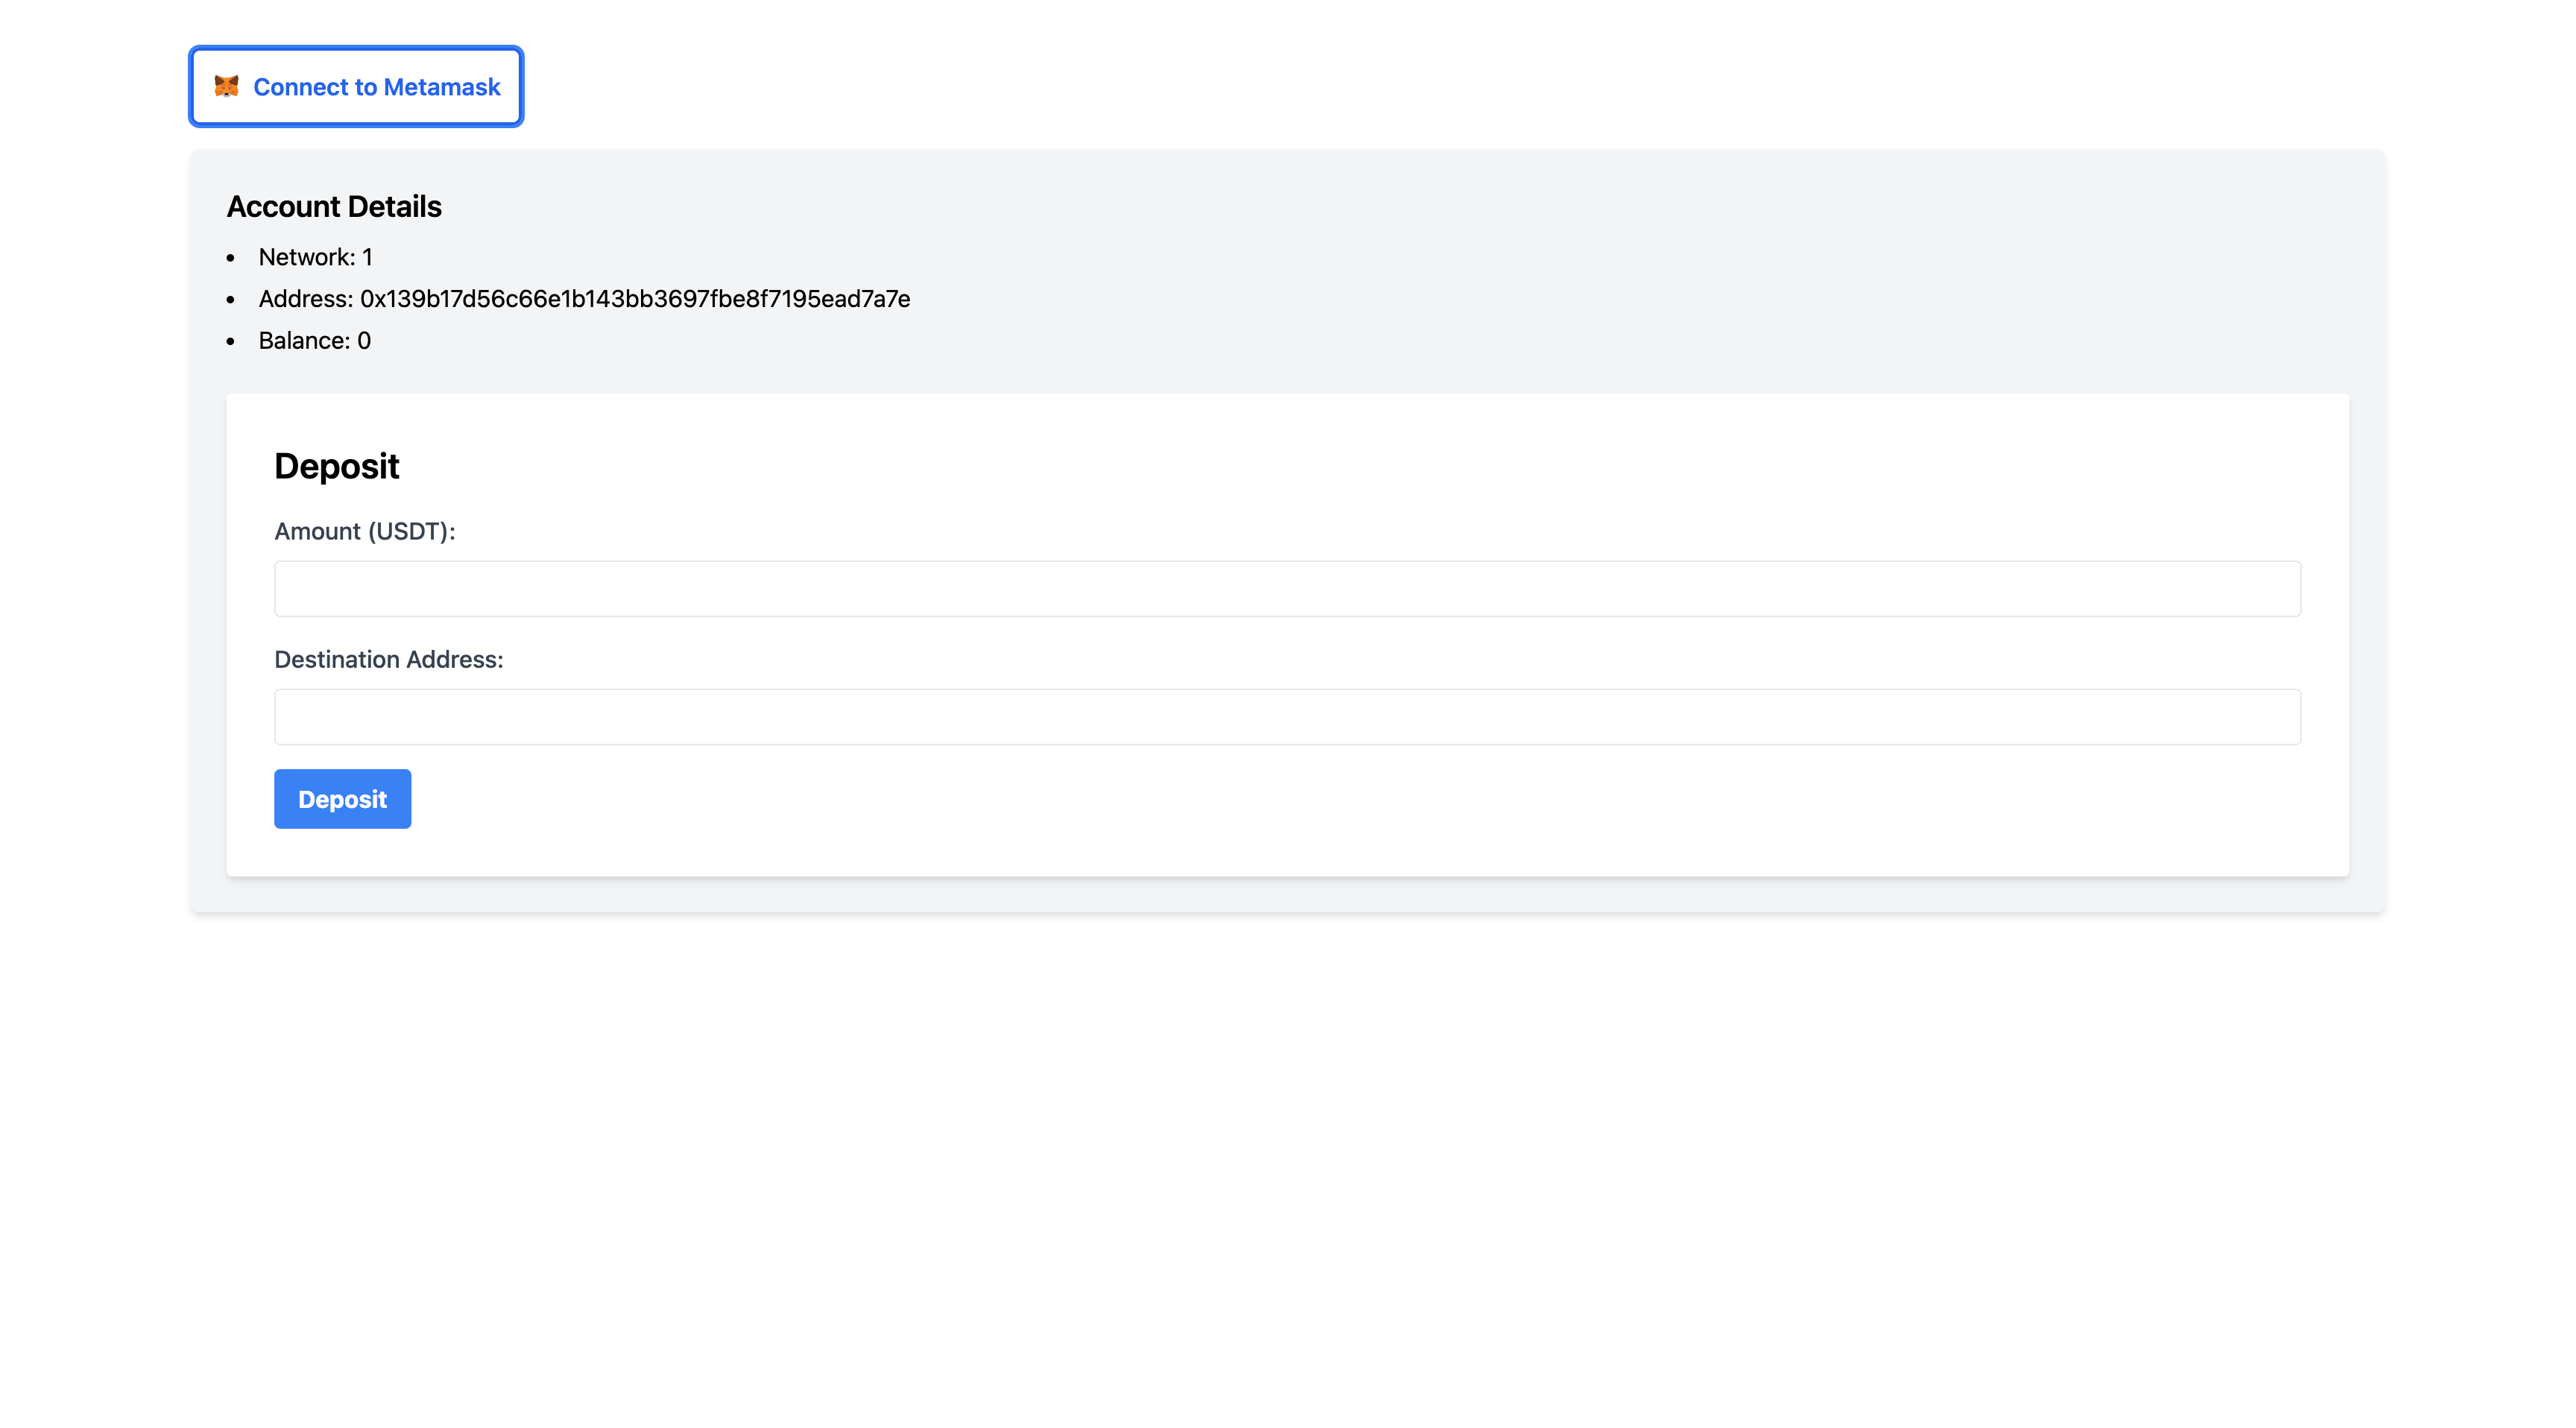 Connect to Metamask
Account Details
Network: 1
Address: 0x139b17d56c66e1b143bb3697fbe8f7195ead7a7e
Balance: 0
Deposit
Amount (USDT):
Destination Address:
Deposit